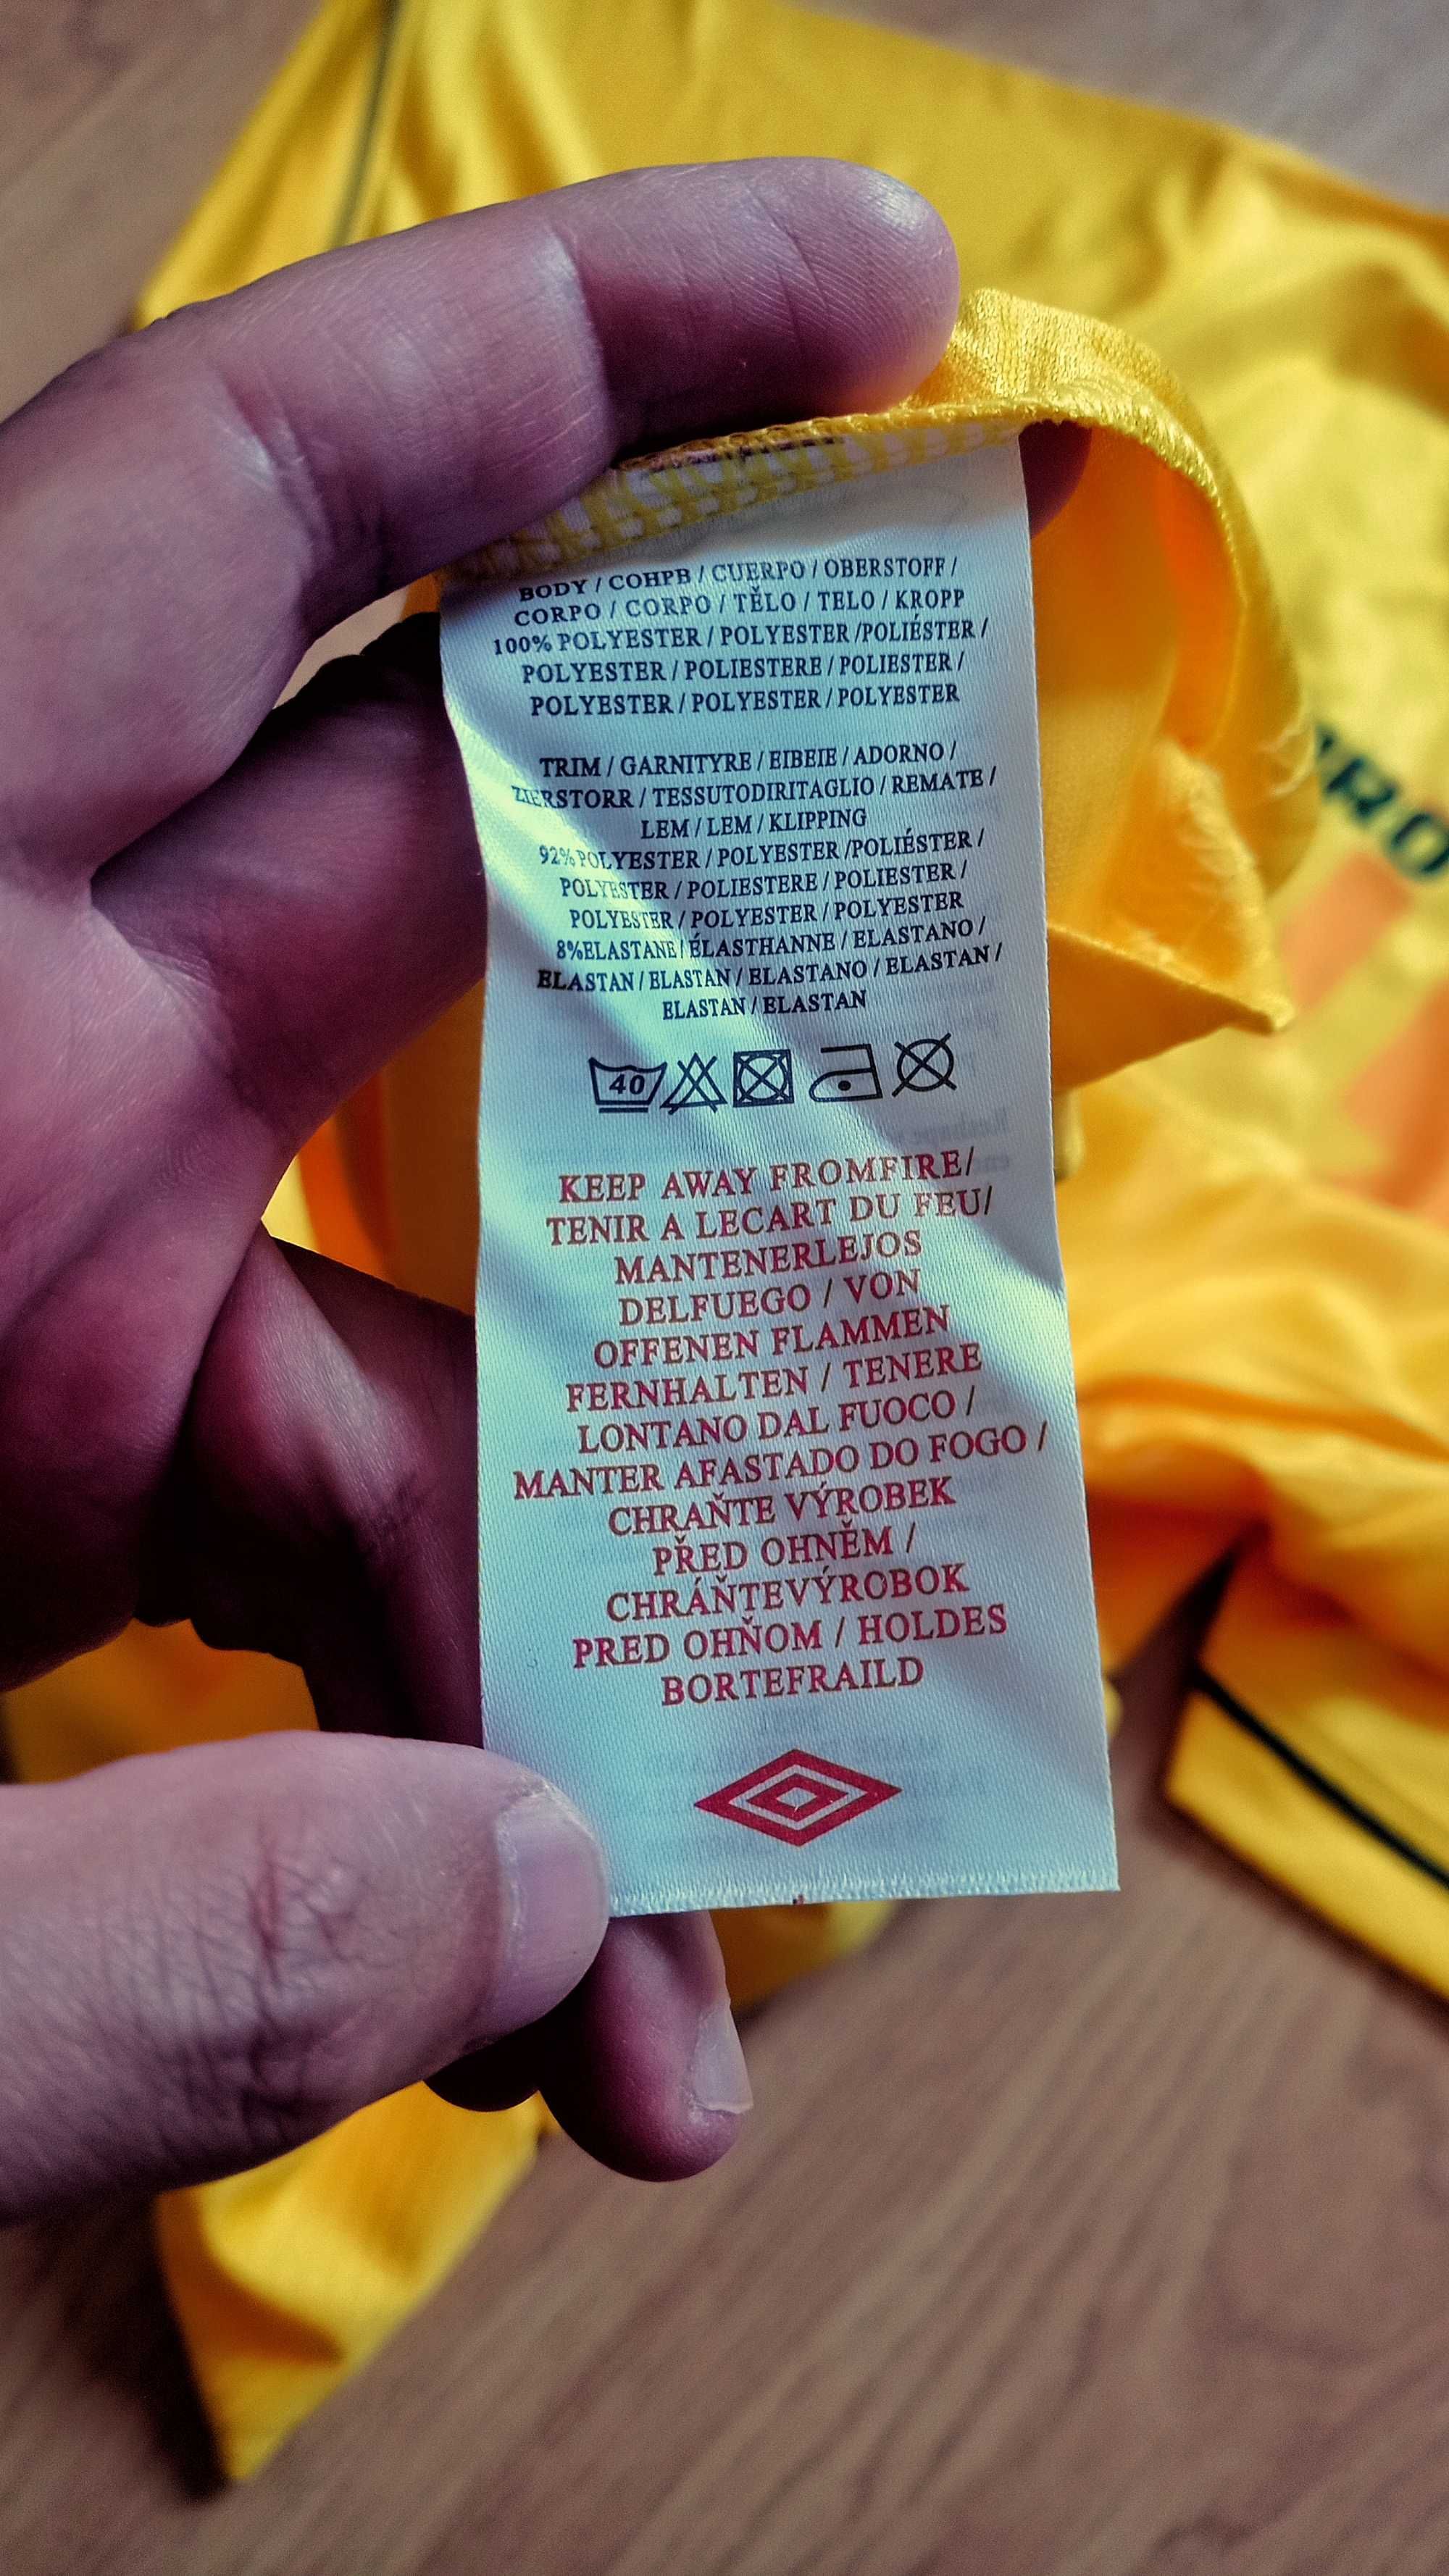 BODY / COHPB / CUERPO / OBERSTOFF /
CORPO / CORPO / TĚLO / TELO / KROPP
100% POLYESTER / POLYESTER /POLIÉSTER /
POLYESTER / POLIESTERE / POLIESTER /
POLYESTER / POLYESTER / POLYESTER
TRIM / GARNITYRE / EIBEIE / ADORNO /
ZIERSTORR / TESSUTODIRITAGLIO / REMATE /
LEM / LEM / KLIPPING
92% POLYESTER / POLYESTER /POLIÉSTER /
POLYESTER / POLIESTERE / POLIESTER /
POLYESTER / POLYESTER / POLYESTER
8%ELASTANE / ÉLASTHANNE / ELASTANO /
ELASTAN / ELASTAN / ELASTANO / ELASTAN /
ELASTAN / ELASTAN
40
KEEP AWAY FROMFIRE/
TENIR A LECART DU FEU/
MANTENERLEJOS
DELFUEGO / VON
OFFENEN FLAMMEN
FERNHALTEN / TENERE
LONTANO DAL FUOCO /
MANTER AFASTADO DO FOGO /
CHRAŇTE VÝROBEK
PŘED OHNĚM /
CHRÁŇTEVÝROBOK
PRED OHŇOM / HOLDES
BORTEFRAILD